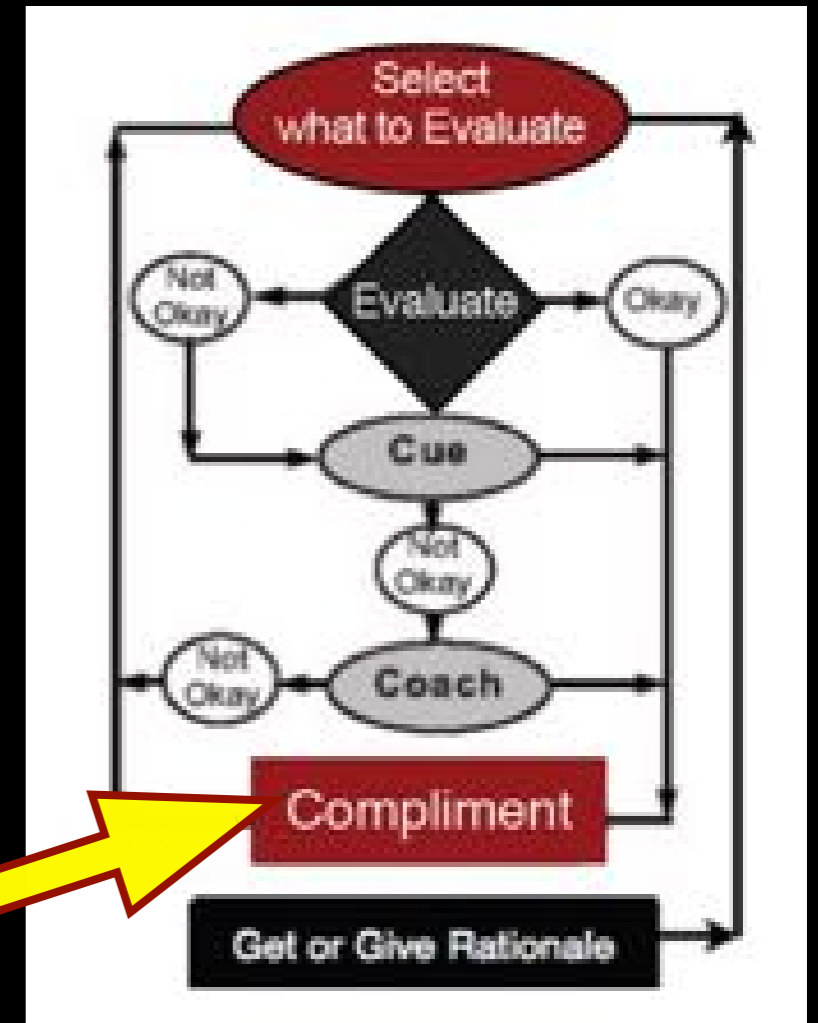 Select
what to Evaluate
Not
Okay
Evaluate
Okay
Cue
Not
Okay
Not
Okay
Coach
Compliment
Get or Give Rationale